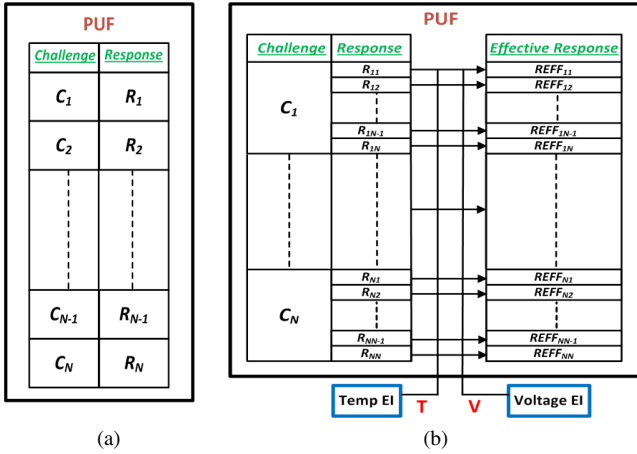 PUF
Challenge Response
C1 R1
C2 R2
CN-1 RN-1
CN RN
(a)
PUF
Challenge Response Effective Response
C1
R11 REFF11
R12 REFF12
R1N-1 REFF1N-1
R1N REFF1N
CN
RN1 REFFN1
RN2 REFFN2
RNN-1 REFFNN-1
RNN REFFNN
Temp EI T V Voltage EI
(b)